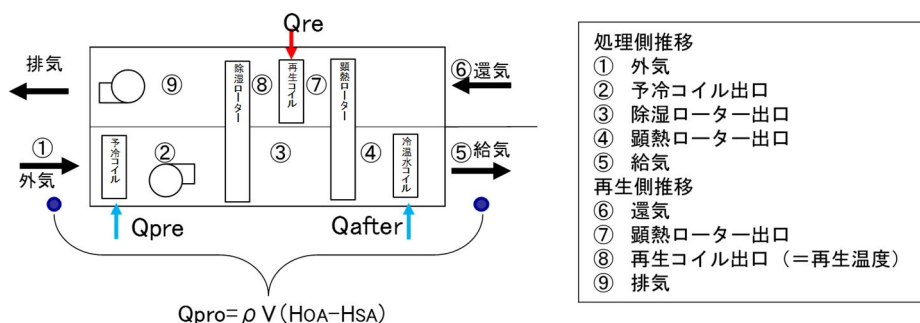 Qre
排気
⑨
除湿ローター
⑧
再生コイル
⑦
顕熱ローター
⑥還気
①
外気
予冷コイル
②
③
④
冷温水コイル
⑤給気
Qpre
Qafter
Qpro=ρV(HOA-HSA)
処理側推移
① 外気
② 予冷コイル出口
③ 除湿ローター出口
④ 顕熱ローター出口
⑤ 給気
再生側推移
⑥ 還気
⑦ 顕熱ローター出口
⑧ 再生コイル出口（＝再生温度）
⑨ 排気